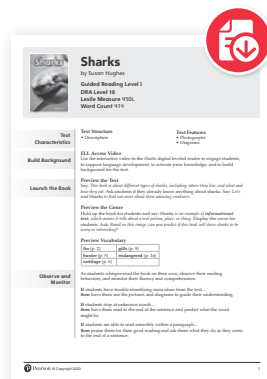 Sharks
by Susan Hughes
Guided Reading Level I
DRA Level 16
Lexile Measure 450L
Word Count 414
Text Characteristics
Text Structure
• Description
Text Features
• Photographs
• Diagrams
Build Background
ELL Access Video
Use the interactive video in the Sharks digital leveled reader to engage students,
to support language development, to activate prior knowledge, and to build
background for the text.
Launch the Book
Preview the Text
Say: This book is about different types of sharks, including where they live, and what and
how they eat. Ask students if they already know anything about sharks. Say: Let's
read Sharks to find out more about these amazing creatures.
Preview the Genre
Hold up the book for students and say: Sharks is an example of informational
text, which means it tells about a real person, place, or thing. Display the cover for
students. Ask: Based on this image, can you predict if this book will show sharks to be
scary or interesting?
Preview Vocabulary
fin (p. 2)
gills (p. 9)
hunter (p. 5)
endangered (p. 16)
cartilage (p. 6)
Observe and Monitor
As students whisper-read the book on their own, observe their reading
behaviors, and monitor their fluency and comprehension.
If students have trouble identifying main ideas from the text...
then have them use the pictures and diagrams to guide their understanding.
If students stop at unknown words...
then have them read to the end of the sentence and predict what the word
might be.
If students are able to read smoothly within a paragraph...
then praise them for their good reading and ask them what they do as they come
to the end of a sentence.
Pearson © Copyright 2020
1